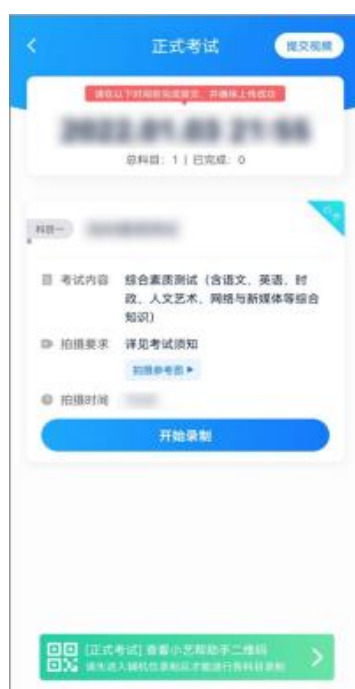 正式考试
提交视频
请在以下时间前完成提交，并确保上传成功
总科目：1 | 已完成：0
科目一
考试内容 综合素质测试（含语文、英语、时
政、人文艺术、网络与新媒体等综合
知识）
拍摄要求 详见考试须知
拍摄参考图
拍摄时间
开始录制
[正式考试] 查看小艺帮助手二维码
请先进入辅机位录制后才能进行各科目录制